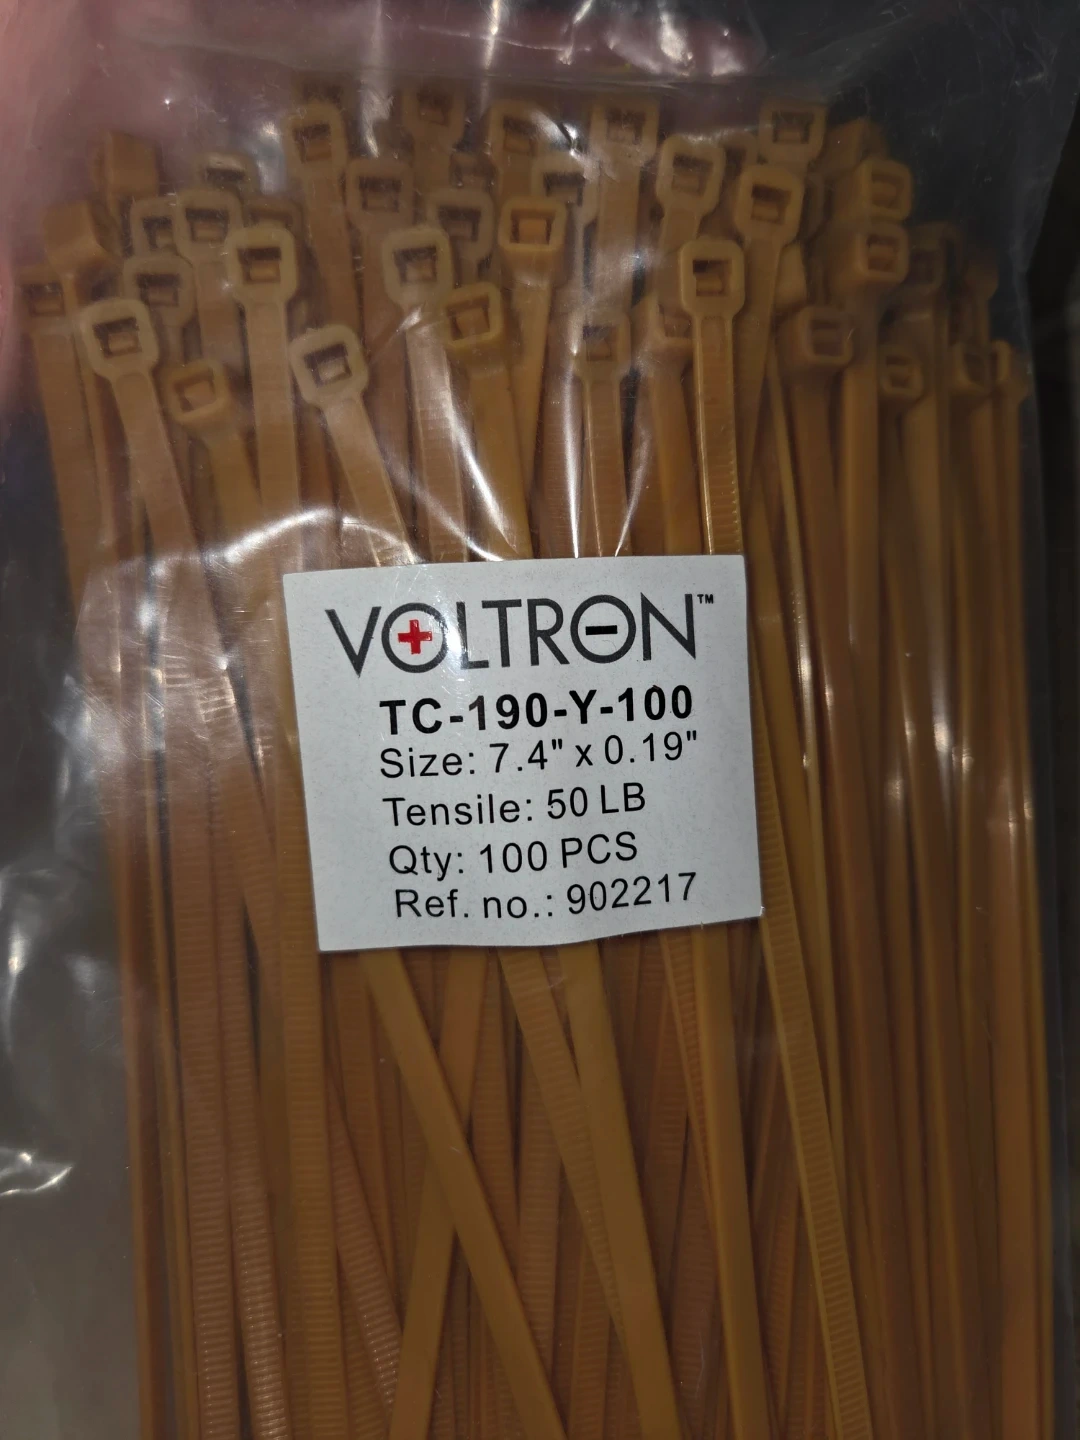 VOLTRON™
TC-190-Y-100
Size: 7.4" x 0.19"
Tensile: 50 LB
Qty: 100 PCS
Ref. no.: 902217